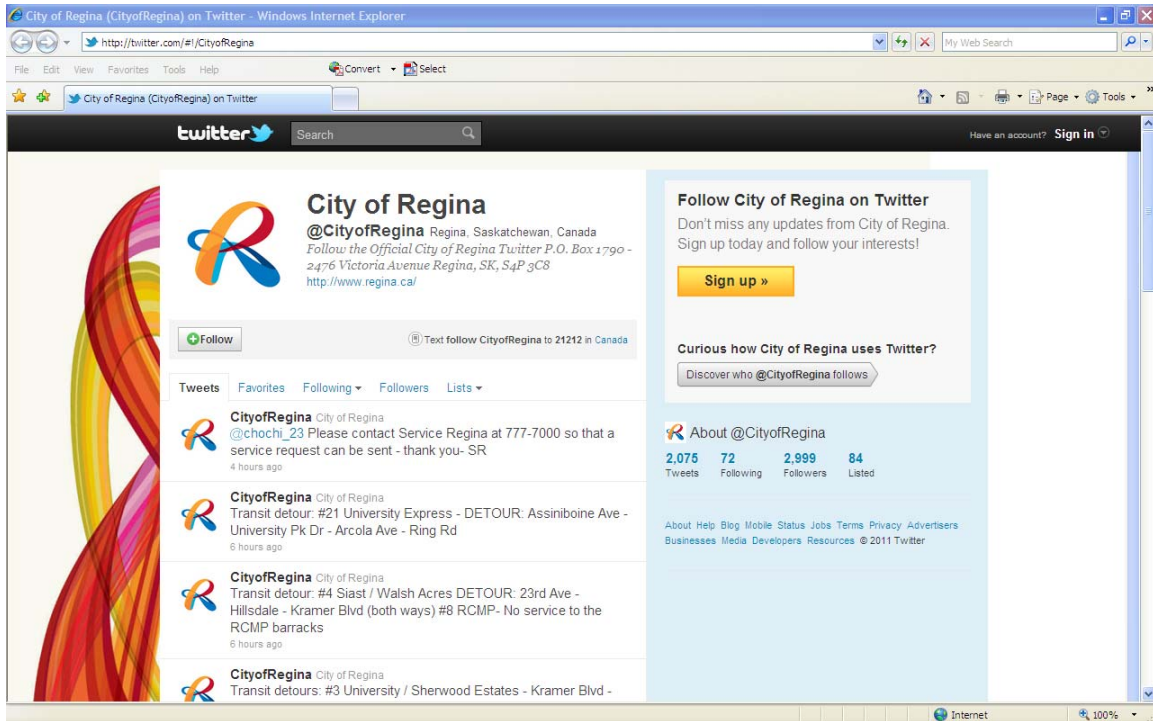 City of Regina (CityofRegina) on Twitter - Windows Internet Explorer
http://twitter.com/#!/CityofRegina
My Web Search
File Edit View Favorites Tools Help
Convert Select
City of Regina (CityofRegina) on Twitter
Page Tools
twitter
Search
Have an account? Sign in
City of Regina
@CityofRegina Regina, Saskatchewan, Canada
Follow the Official City of Regina Twitter P.O. Box 1790 -
2476 Victoria Avenue Regina, SK, S4P 3C8
http://www.regina.ca/
Follow
Text follow CityofRegina to 21212 in Canada
Tweets Favorites Following Followers Lists
CityofRegina City of Regina
@chochi_23 Please contact Service Regina at 777-7000 so that a
service request can be sent - thank you- SR
4 hours ago
CityofRegina City of Regina
Transit detour: #21 University Express - DETOUR: Assiniboine Ave -
University Pk Dr - Arcola Ave - Ring Rd
6 hours ago
CityofRegina City of Regina
Transit detour: #4 Siast / Walsh Acres DETOUR: 23rd Ave -
Hillsdale - Kramer Blvd (both ways) #8 RCMP- No service to the
RCMP barracks
6 hours ago
CityofRegina City of Regina
Transit detours: #3 University / Sherwood Estates - Kramer Blvd -
Follow City of Regina on Twitter
Don't miss any updates from City of Regina.
Sign up today and follow your interests!
Sign up »
Curious how City of Regina uses Twitter?
Discover who @CityofRegina follows
About @CityofRegina
2,075 72 2,999 84
Tweets Following Followers Listed
About Help Blog Mobile Status Jobs Terms Privacy Advertisers
Businesses Media Developers Resources © 2011 Twitter
Internet
100%